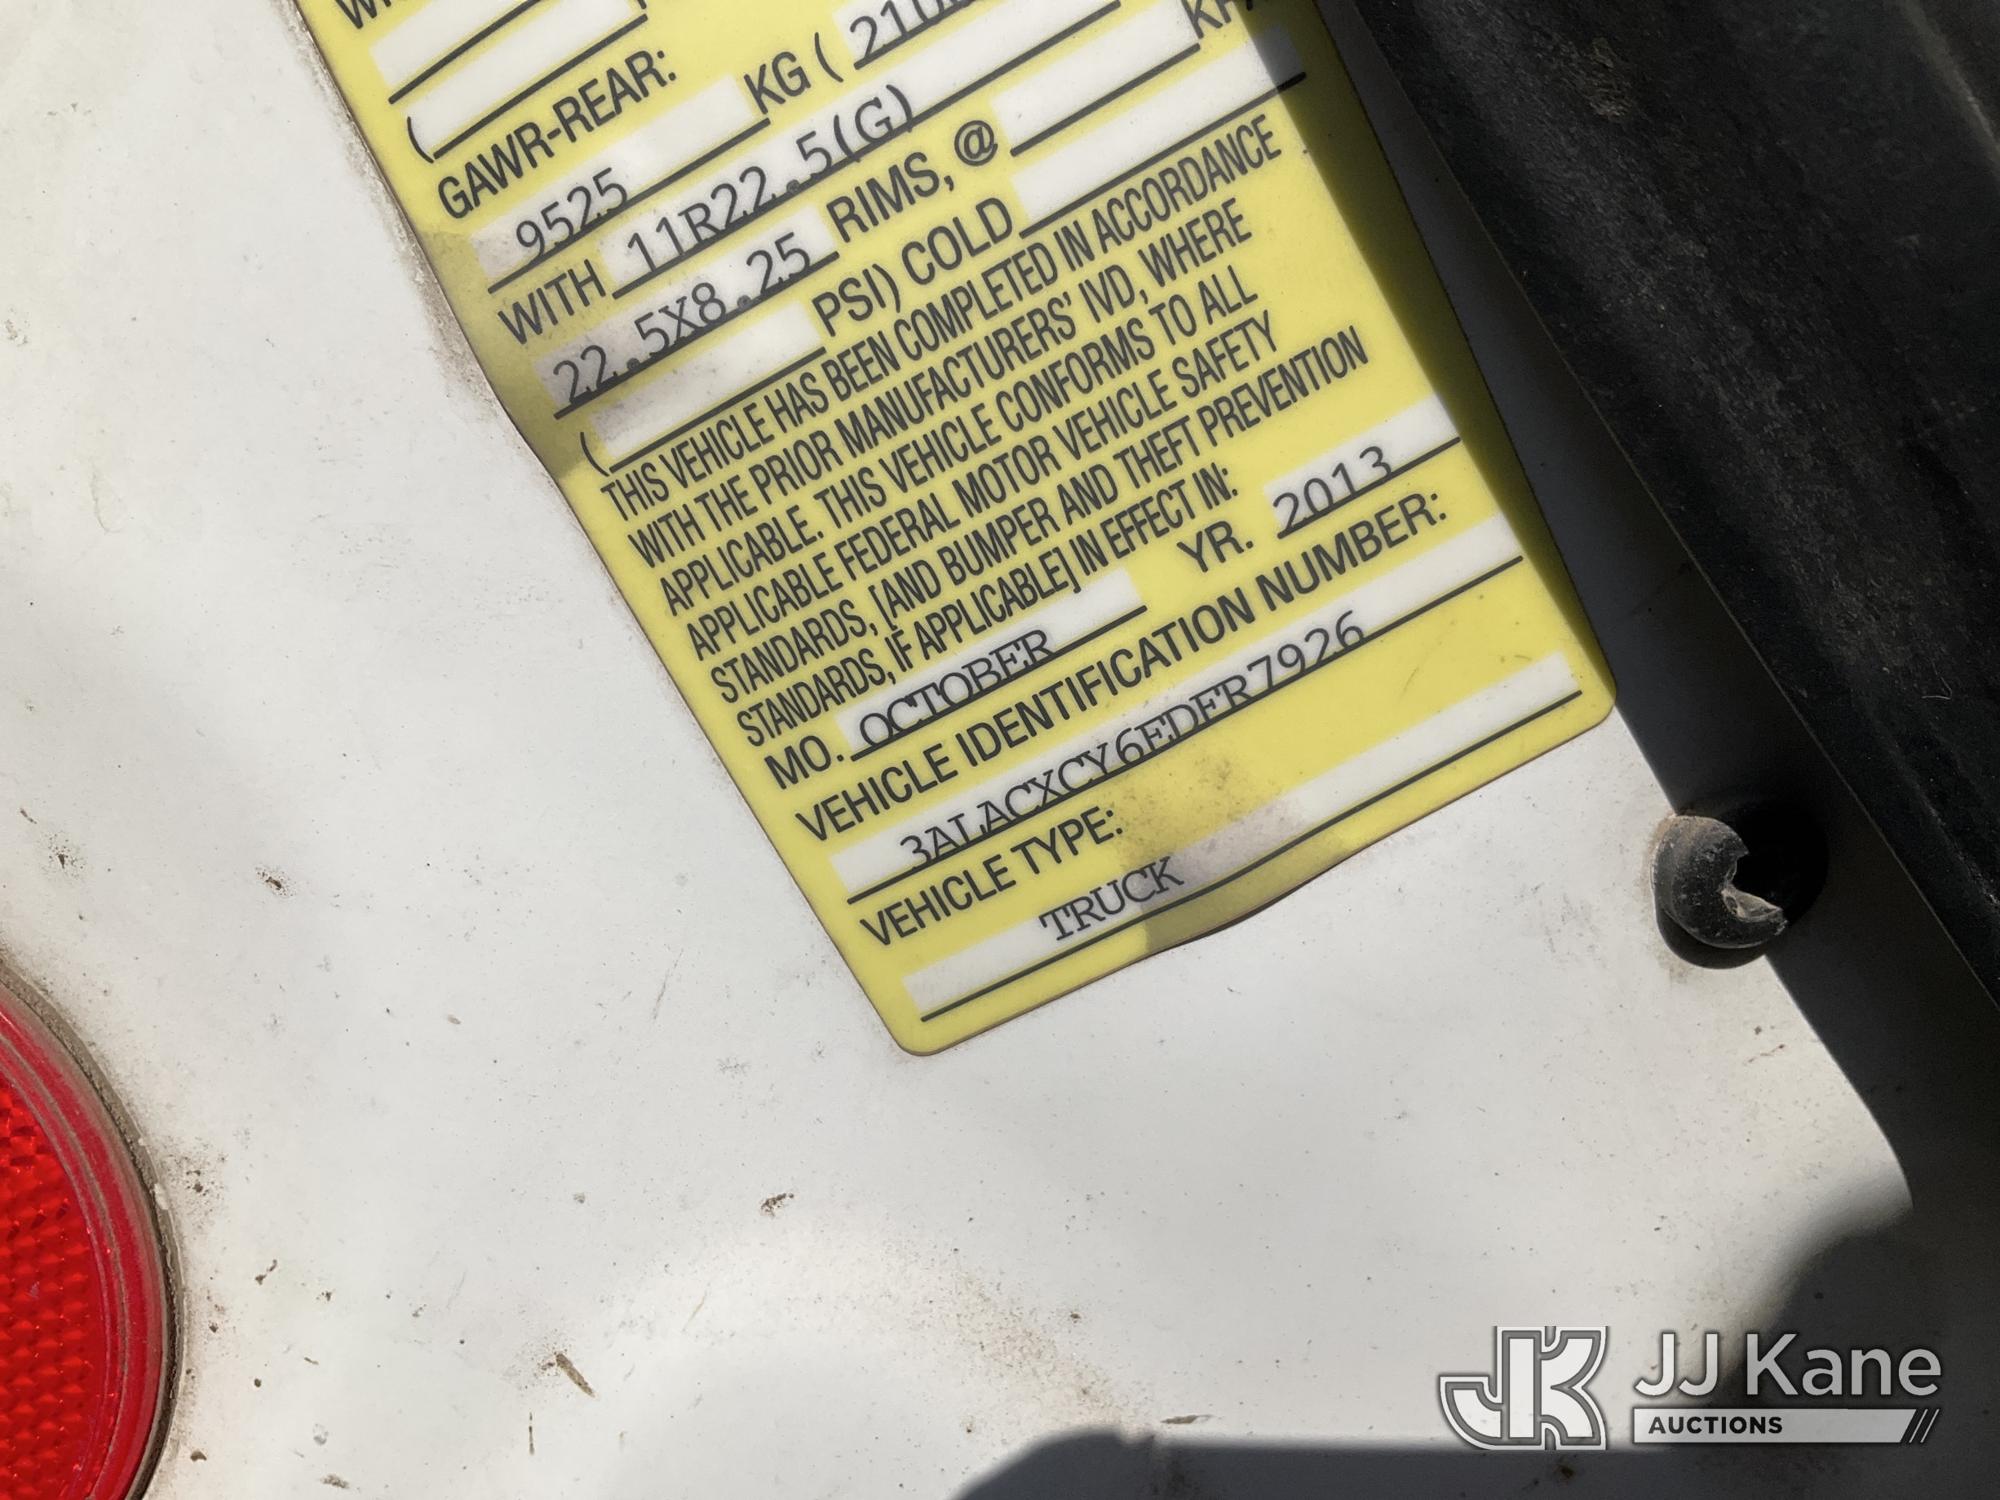 GAWR-REAR:
9525 KG (
WITH 11R22.5(G)
22.5X8.25 RIMS, @
( PSI) COLD
THIS VEHICLE HAS BEEN COMPLETED IN ACCORDANCE
WITH THE PRIOR MANUFACTURERS' IVD, WHERE
APPLICABLE. THIS VEHICLE CONFORMS TO ALL
APPLICABLE FEDERAL MOTOR VEHICLE SAFETY
STANDARDS, [AND BUMPER AND THEFT PREVENTION
STANDARDS, IF APPLICABLE] IN EFFECT IN:
MO. OCTOBER YR. 2013
VEHICLE IDENTIFICATION NUMBER:
3ALACXCY6EDFR7926
VEHICLE TYPE:
TRUCK
JK JJ Kane
AUCTIONS